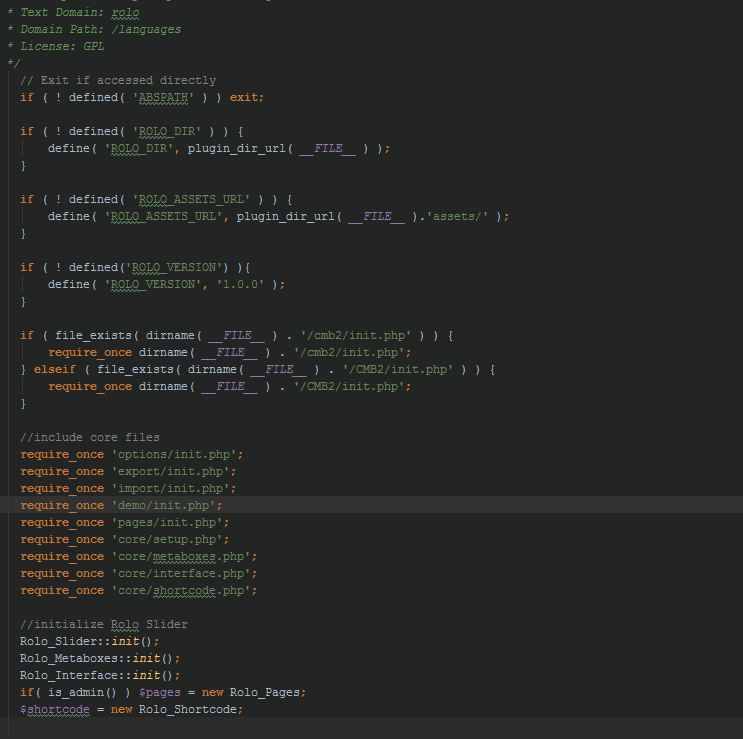 * Text Domain: rolo
* Domain Path: /languages
* License: GPL
*/
// Exit if accessed directly
if ( ! defined( 'ABSPATH' ) ) exit;
if ( ! defined( 'ROLO_DIR' ) ) {
define( 'ROLO_DIR', plugin_dir_url( __FILE__ ) );
}
if ( ! defined( 'ROLO_ASSETS_URL' ) ) {
define( 'ROLO_ASSETS_URL', plugin_dir_url( __FILE__ ).'assets/' );
}
if ( ! defined('ROLO_VERSION') ){
define( 'ROLO_VERSION', '1.0.0' );
}
if ( file_exists( dirname( __FILE__ ) . '/cmb2/init.php' ) ) {
require_once dirname( __FILE__ ) . '/cmb2/init.php';
} elseif ( file_exists( dirname( __FILE__ ) . '/CMB2/init.php' ) ) {
require_once dirname( __FILE__ ) . '/CMB2/init.php';
}
//include core files
require_once 'options/init.php';
require_once 'export/init.php';
require_once 'import/init.php';
require_once 'demo/init.php';
require_once 'pages/init.php';
require_once 'core/setup.php';
require_once 'core/metaboxes.php';
require_once 'core/interface.php';
require_once 'core/shortcode.php';
//initialize Rolo Slider
Rolo_Slider::init();
Rolo_Metaboxes::init();
Rolo_Interface::init();
if( is_admin() ) $pages = new Rolo_Pages;
$shortcode = new Rolo_Shortcode;